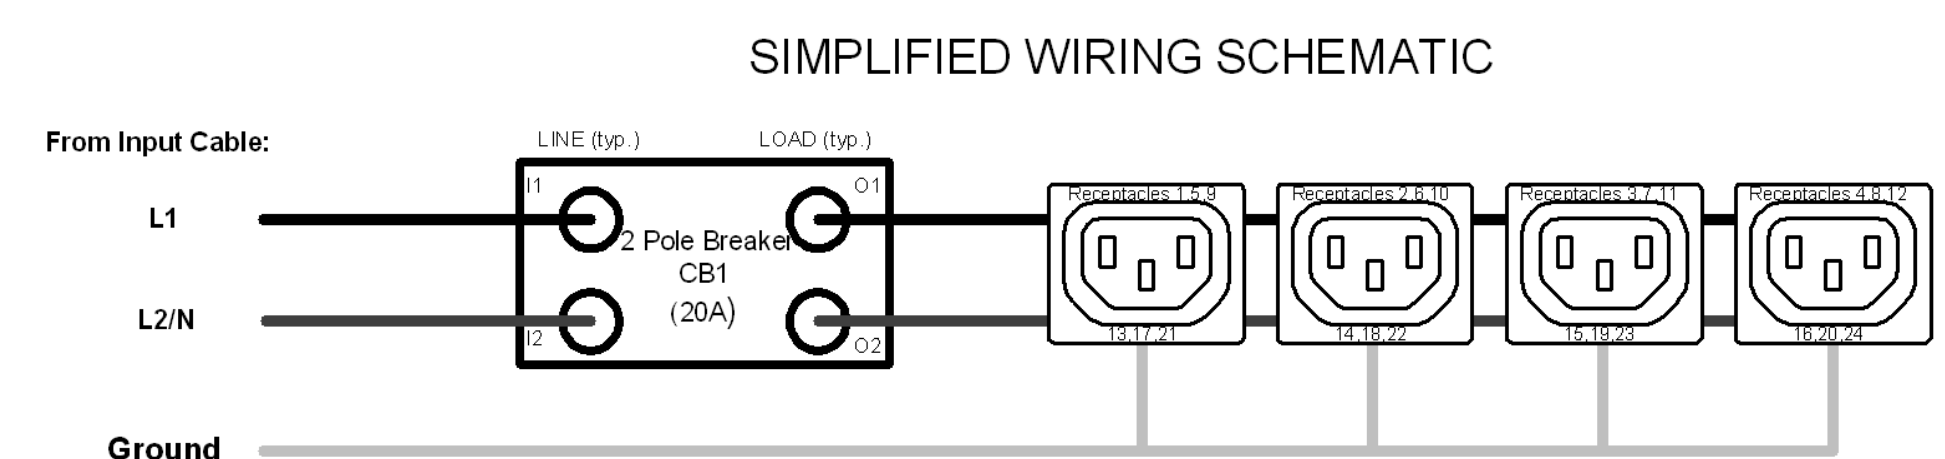 SIMPLIFIED WIRING SCHEMATIC
From Input Cable:
LINE (typ.)
LOAD (typ.)
I1
O1
L1
2 Pole Breaker
CB1
(20A)
L2/N
I2
O2
Receptacles 1,5,9
13,17,21
Receptacles 2,6,10
14,18,22
Receptacles 3,7,11
15,19,23
Receptacles 4,8,12
16,20,24
Ground